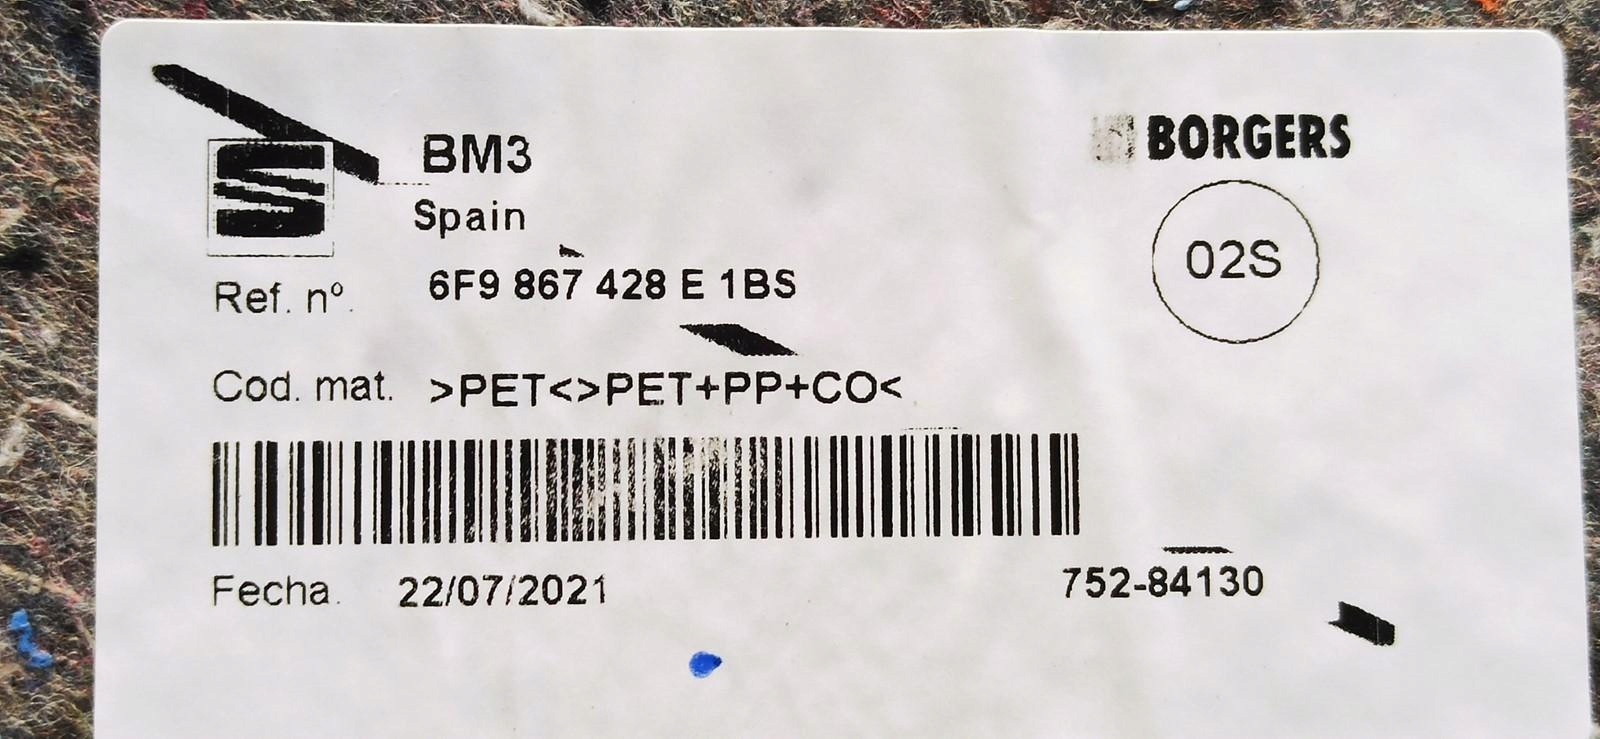 BM3
BORGERS
Spain
02S
Ref. nº. 6F9 867 428 E 1BS
Cod. mat. >PET<>PET+PP+CO<
Fecha. 22/07/2021
752-84130